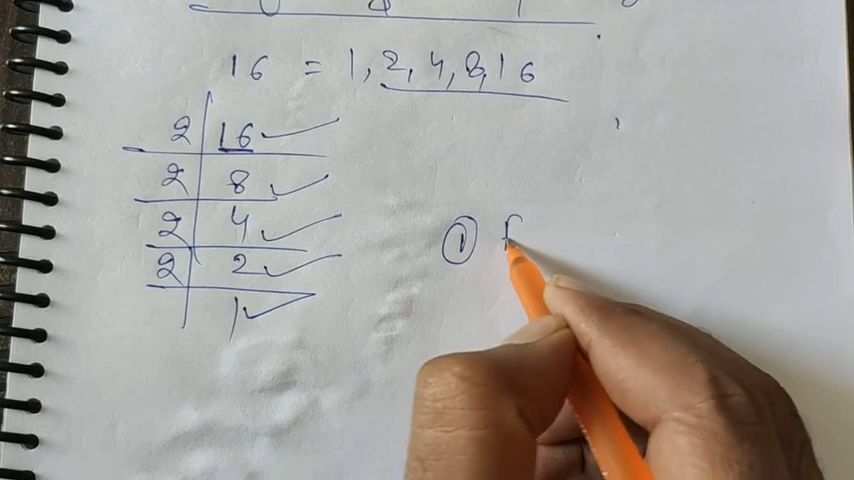 16 = 1, 2, 4, 8, 16
2 16
2 8
2 4
2 2
1
① f